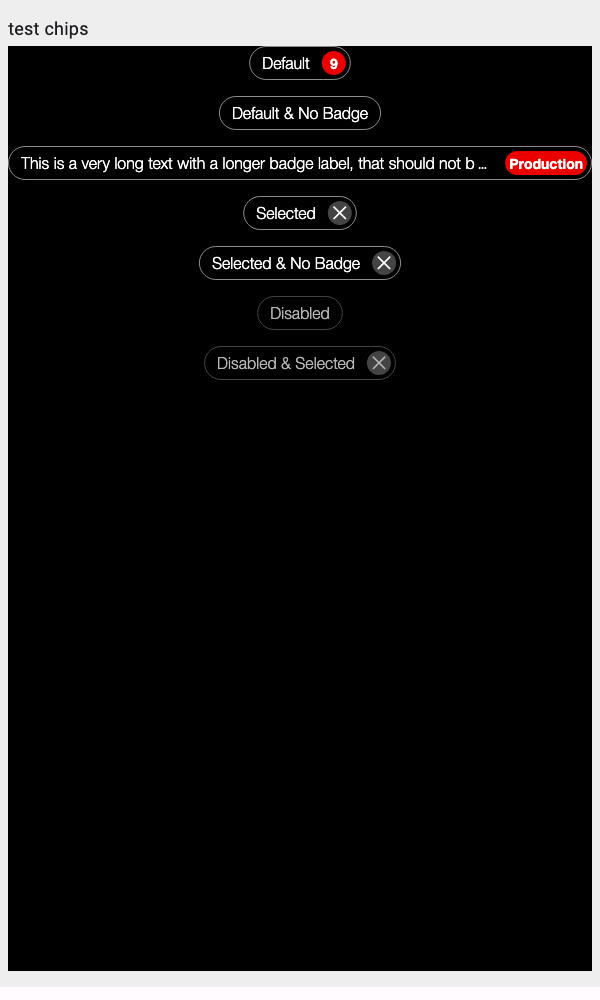 test chips
Default 9
Default & No Badge
This is a very long text with a longer badge label, that should not b ... Production
Selected
Selected & No Badge
Disabled
Disabled & Selected